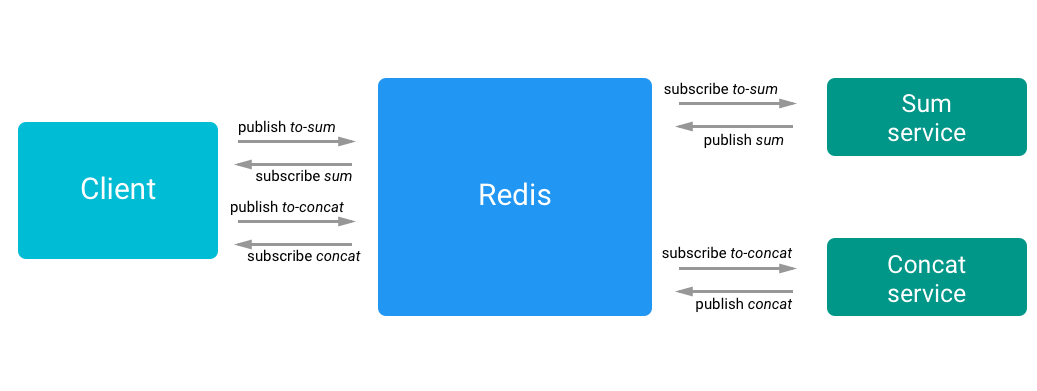 Client
publish to-sum
subscribe sum
publish to-concat
subscribe concat
Redis
subscribe to-sum
publish sum
subscribe to-concat
publish concat
Sum
service
Concat
service